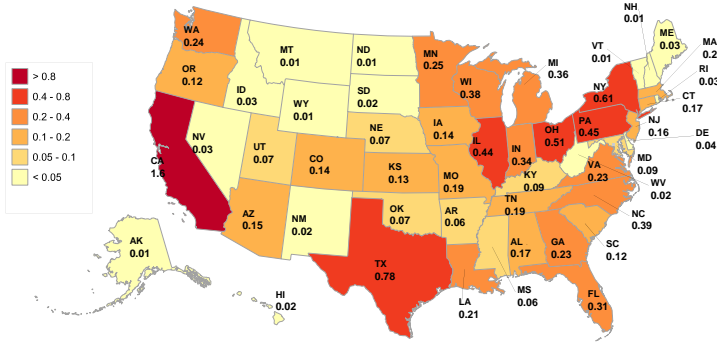 > 0.8
0.4 - 0.8
0.2 - 0.4
0.1 - 0.2
0.05 - 0.1
< 0.05
WA
0.24
OR
0.12
CA
1.6
NV
0.03
ID
0.03
MT
0.01
WY
0.01
UT
0.07
AZ
0.15
CO
0.14
NM
0.02
ND
0.01
SD
0.02
NE
0.07
KS
0.13
OK
0.07
TX
0.78
MN
0.25
IA
0.14
MO
0.19
AR
0.06
LA
0.21
WI
0.38
IL
0.44
MI
0.36
IN
0.34
OH
0.51
KY
0.09
TN
0.19
MS
0.06
AL
0.17
GA
0.23
FL
0.31
SC
0.12
NC
0.39
VA
0.23
WV
0.02
MD
0.09
DE
0.04
PA
0.45
NJ
0.16
NY
0.61
CT
0.17
RI
0.03
MA
0.2
VT
0.01
NH
0.01
ME
0.03
AK
0.01
HI
0.02